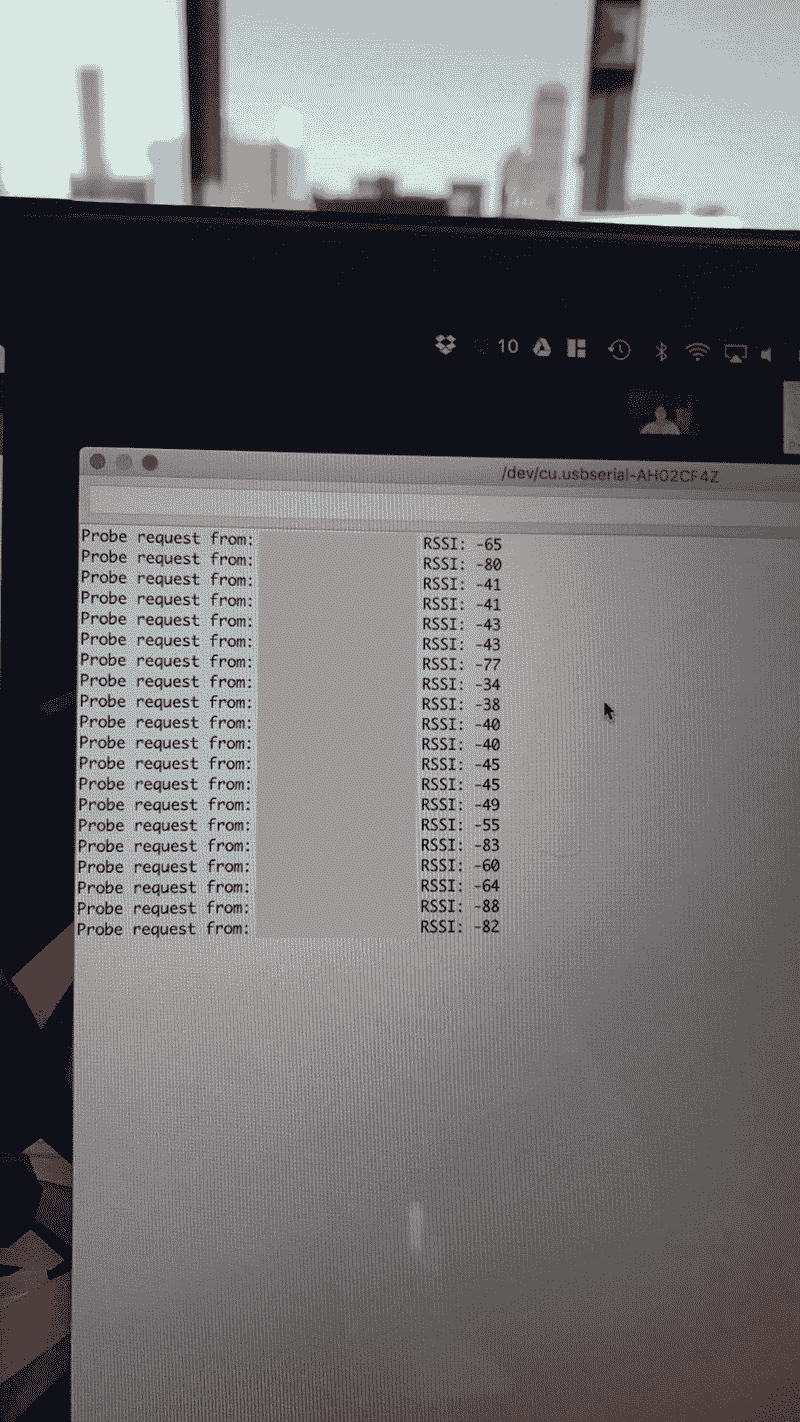 10
/dev/cu.usbserial-AH02CF4Z
Probe request from: RSSI: -65
Probe request from: RSSI: -80
Probe request from: RSSI: -41
Probe request from: RSSI: -41
Probe request from: RSSI: -43
Probe request from: RSSI: -43
Probe request from: RSSI: -77
Probe request from: RSSI: -34
Probe request from: RSSI: -38
Probe request from: RSSI: -40
Probe request from: RSSI: -40
Probe request from: RSSI: -45
Probe request from: RSSI: -45
Probe request from: RSSI: -49
Probe request from: RSSI: -55
Probe request from: RSSI: -83
Probe request from: RSSI: -60
Probe request from: RSSI: -64
Probe request from: RSSI: -88
Probe request from: RSSI: -82